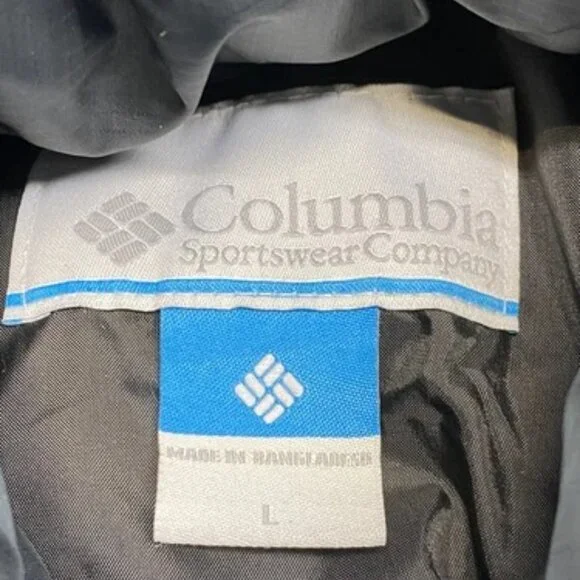 Columbia
Sportswear Company
MADE IN BANGLADESH
L